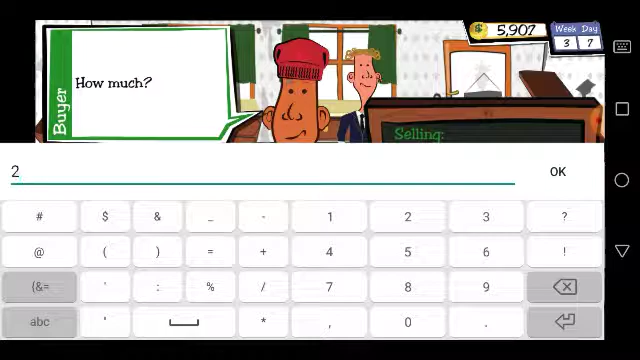 5,907
Week Day
3 7
Buyer
How much?
Selling:
2
OK
# $ & _ - 1 2 3 ?
@ ( ) = + 4 5 6 !
{&= ' : % / 7 8 9
abc " * , 0 .